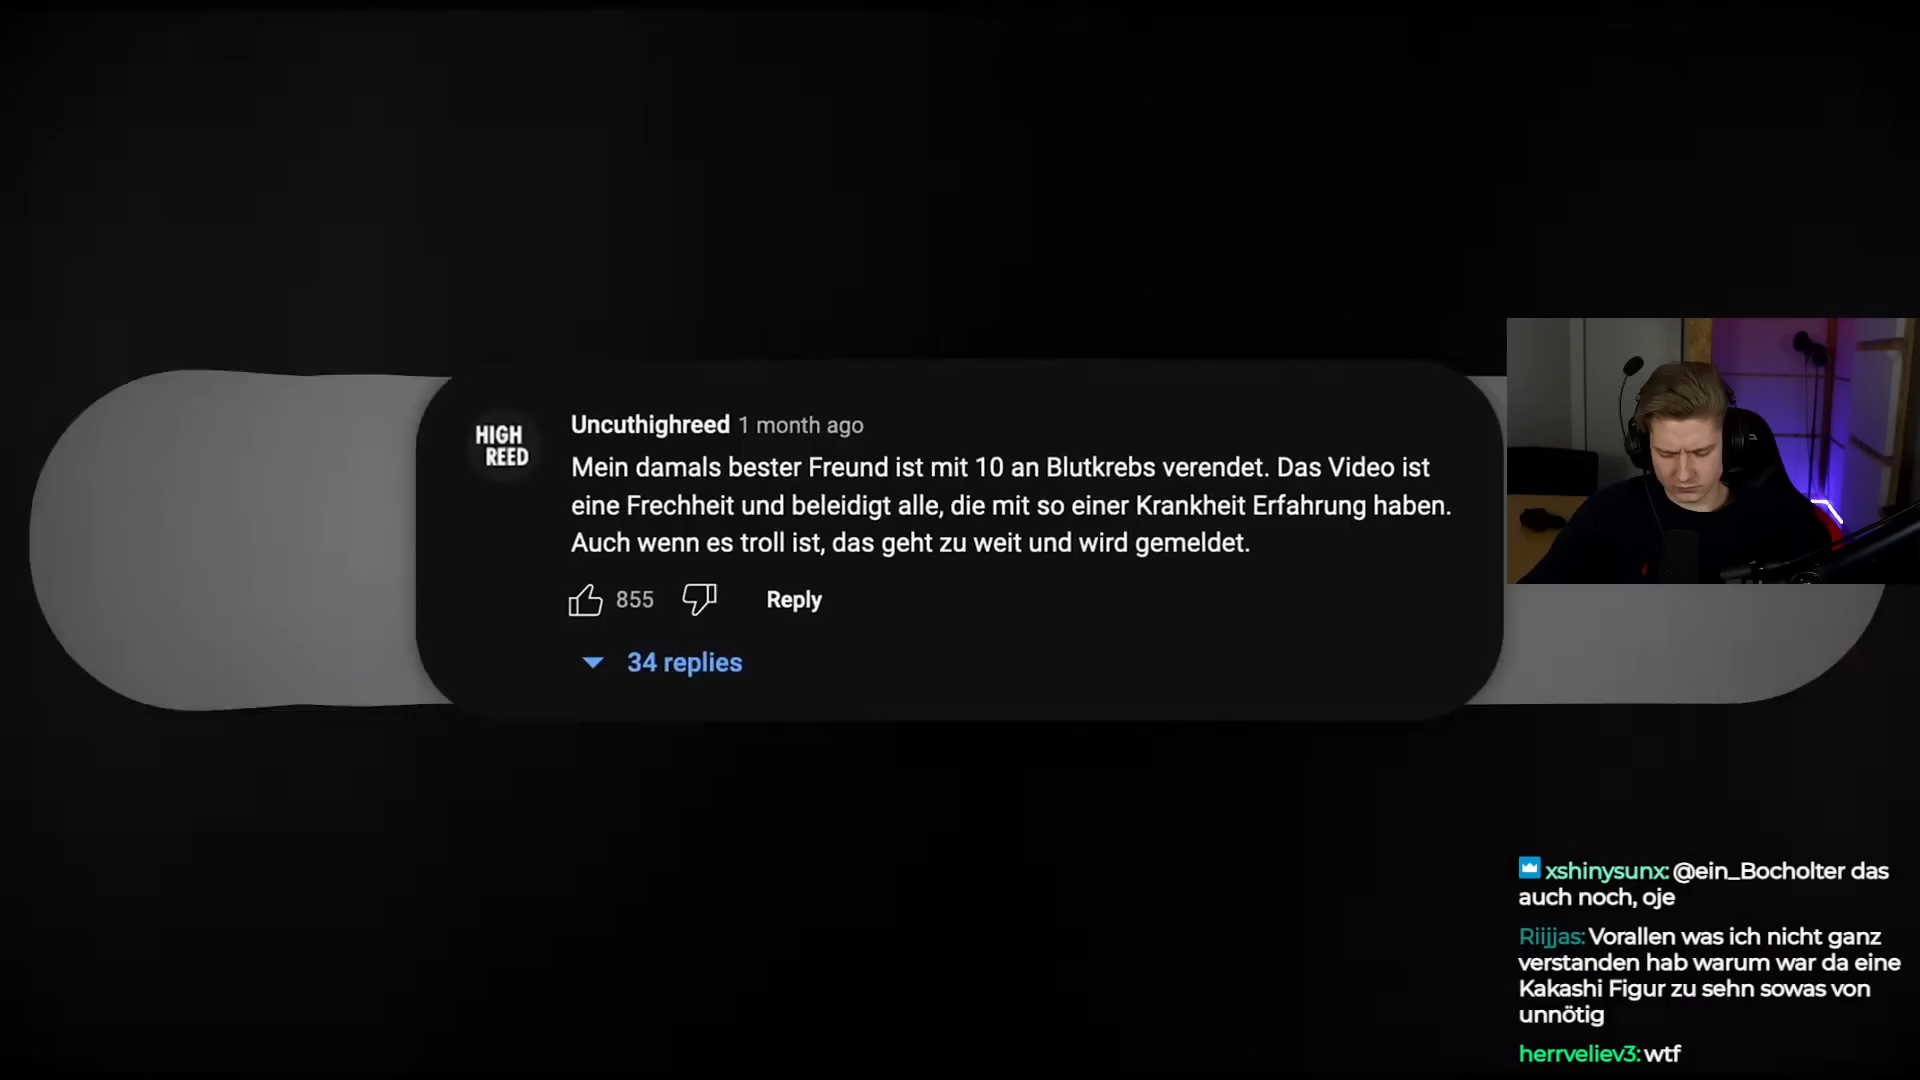 HIGH
REED
Uncuthighreed 1 month ago
Mein damals bester Freund ist mit 10 an Blutkrebs verendet. Das Video ist
eine Frechheit und beleidigt alle, die mit so einer Krankheit Erfahrung haben.
Auch wenn es troll ist, das geht zu weit und wird gemeldet.
855 Reply
34 replies
xshinysunx: @ein_Bocholter das
auch noch, oje
Riijjas: Vorallen was ich nicht ganz
verstanden hab warum war da eine
Kakashi Figur zu sehn sowas von
unnötig
herrveliev3: wtf